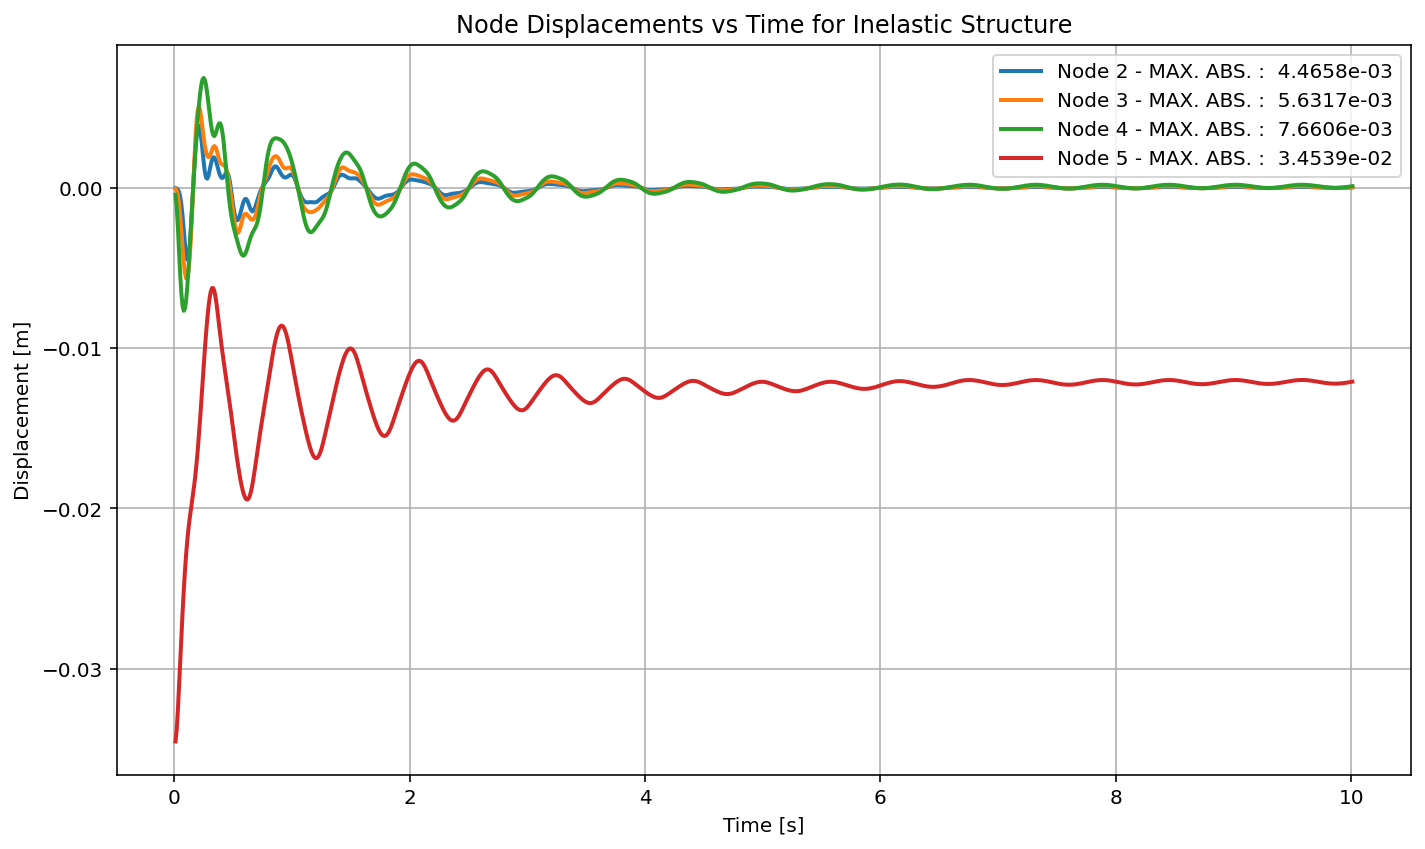 Node Displacements vs Time for Inelastic Structure
Node 2 - MAX. ABS. :  4.4658e-03
Node 3 - MAX. ABS. :  5.6317e-03
Node 4 - MAX. ABS. :  7.6606e-03
Node 5 - MAX. ABS. :  3.4539e-02
Displacement [m]
0.00
−0.01
−0.02
−0.03
0 2 4 6 8 10
Time [s]